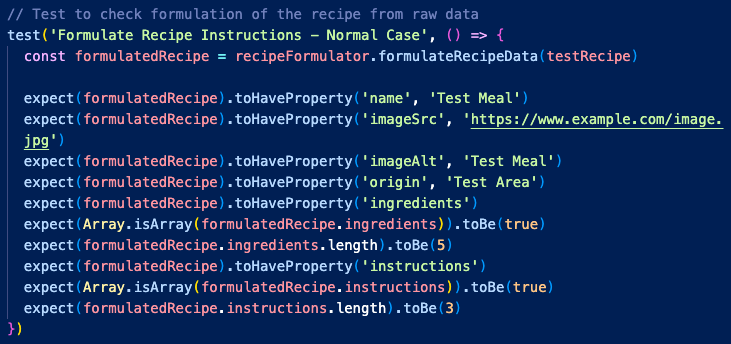 // Test to check formulation of the recipe from raw data
test('Formulate Recipe Instructions – Normal Case', () => {
  const formulatedRecipe = recipeFormulator.formulateRecipeData(testRecipe)

  expect(formulatedRecipe).toHaveProperty('name', 'Test Meal')
  expect(formulatedRecipe).toHaveProperty('imageSrc', 'https://www.example.com/image.
  jpg')
  expect(formulatedRecipe).toHaveProperty('imageAlt', 'Test Meal')
  expect(formulatedRecipe).toHaveProperty('origin', 'Test Area')
  expect(formulatedRecipe).toHaveProperty('ingredients')
  expect(Array.isArray(formulatedRecipe.ingredients)).toBe(true)
  expect(formulatedRecipe.ingredients.length).toBe(5)
  expect(formulatedRecipe).toHaveProperty('instructions')
  expect(Array.isArray(formulatedRecipe.instructions)).toBe(true)
  expect(formulatedRecipe.instructions.length).toBe(3)
})